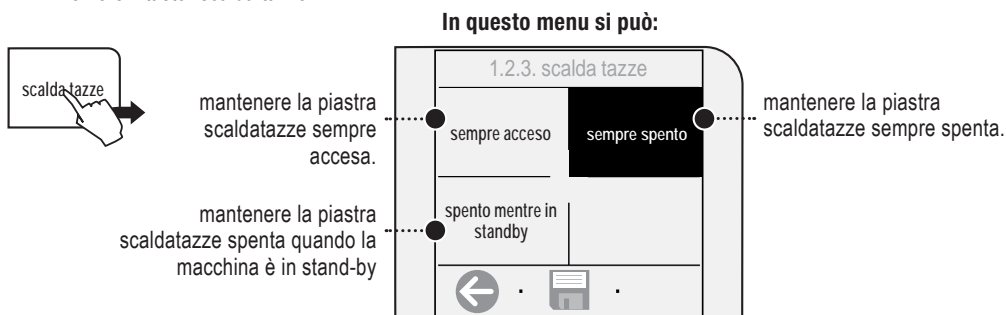 In questo menu si può:
scalda tazze
1.2.3. scalda tazze
mantenere la piastra
scaldatazze sempre
accesa.
sempre acceso
sempre spento
mantenere la piastra
scaldatazze sempre spenta.
mantenere la piastra
scaldatazze spenta quando la
macchina è in stand-by
spento mentre in
standby